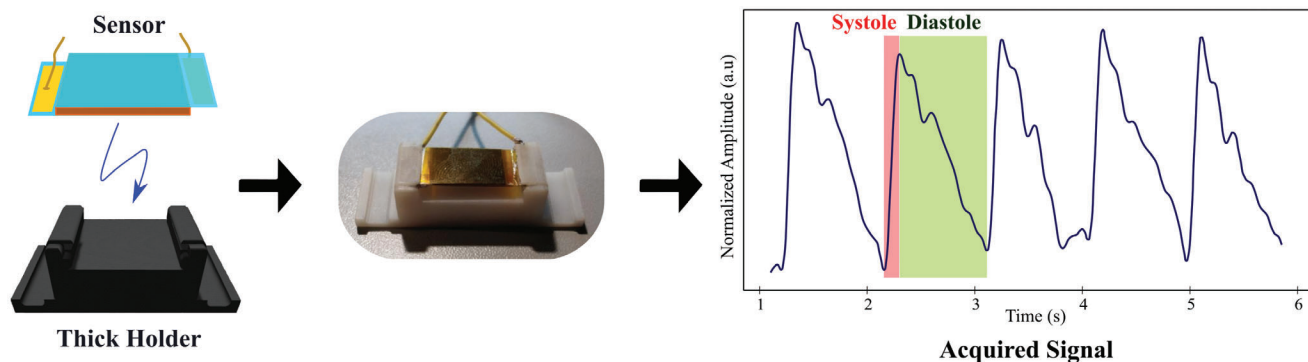 Sensor
Thick Holder
Systole Diastole
Normalized Amplitude (a.u)
1 2 3 4 5 6
Time (s)
Acquired Signal